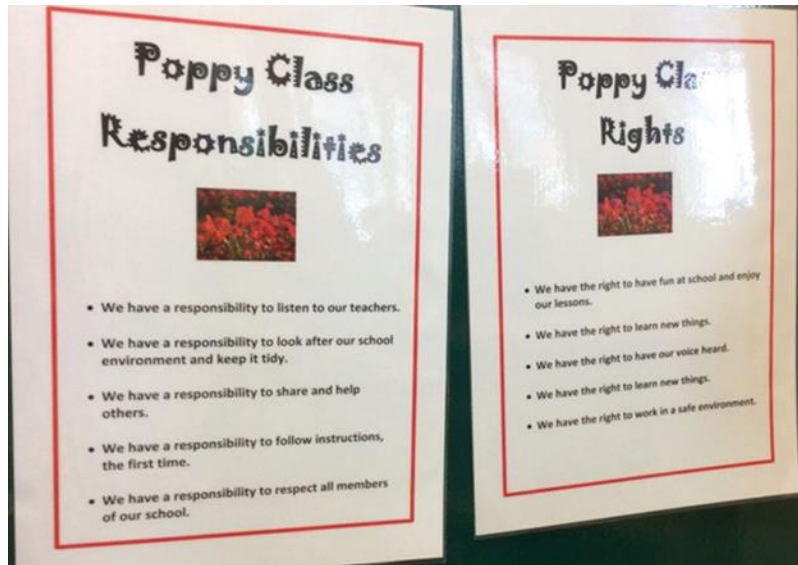 Poppy Class
Responsibilities
• We have a responsibility to listen to our teachers.
• We have a responsibility to look after our school
environment and keep it tidy.
• We have a responsibility to share and help
others.
• We have a responsibility to follow instructions,
the first time.
• We have a responsibility to respect all members
of our school.
Poppy Cla
Rights
• We have the right to have fun at school and enjoy
our lessons.
• We have the right to learn new things.
• We have the right to have our voice heard.
• We have the right to learn new things.
• We have the right to work in a safe environment.